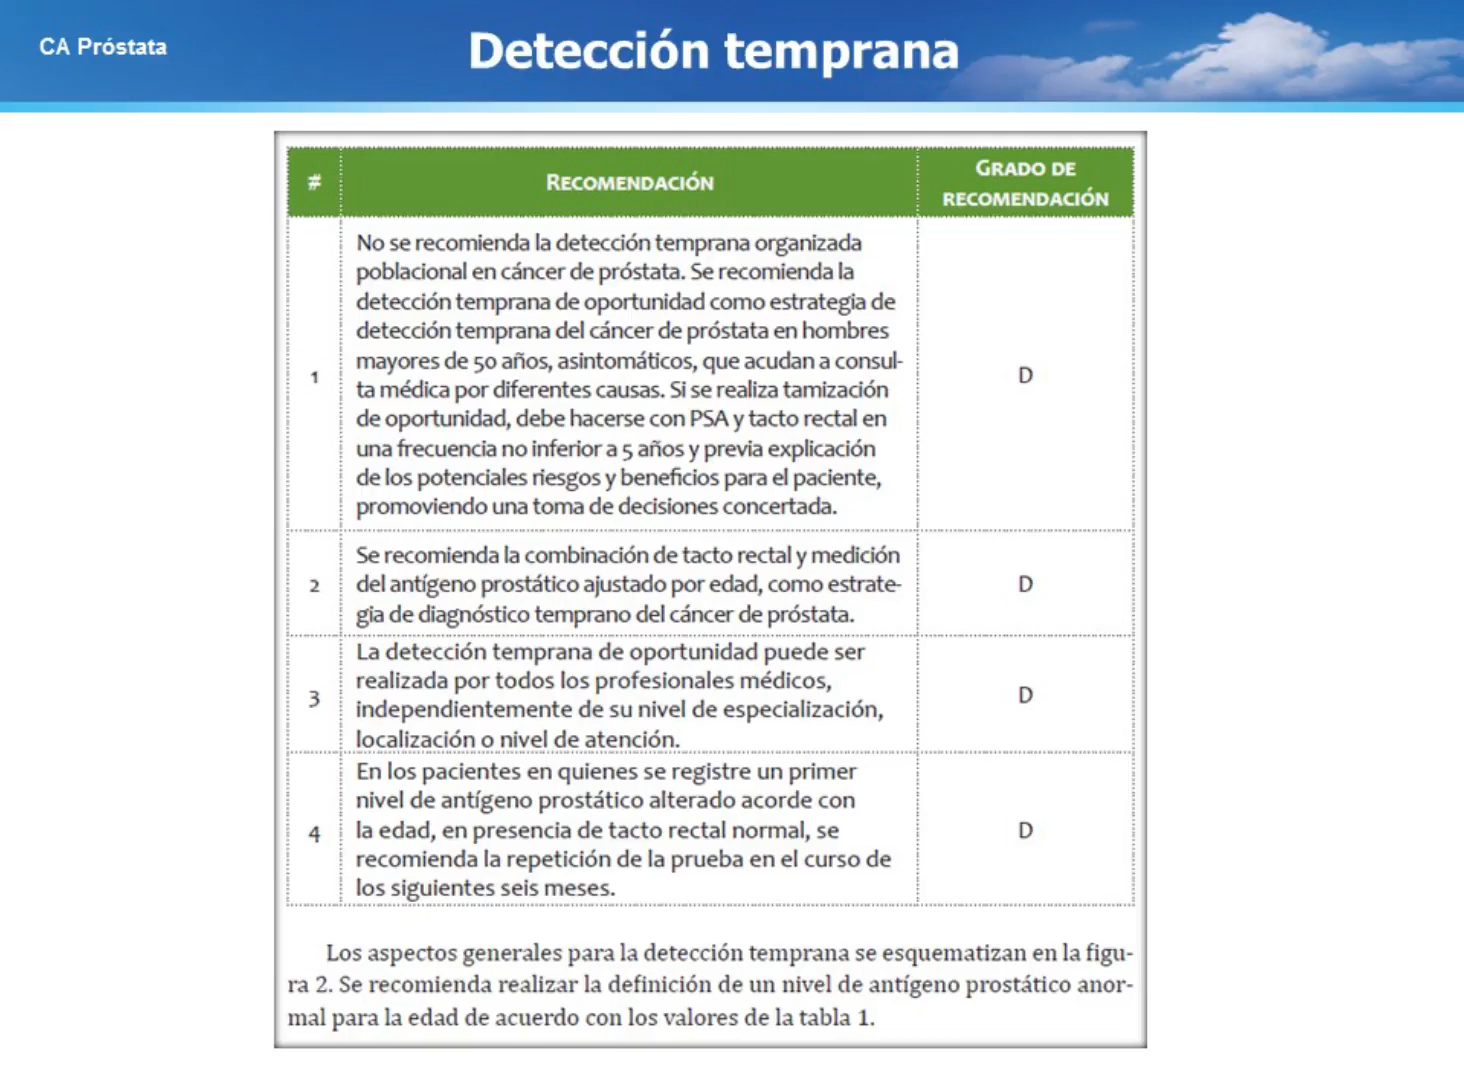 CA Próstata
Detección temprana
#
RECOMENDACIÓN
GRADO DE
RECOMENDACIÓN
1
No se recomienda la detección temprana organizada
poblacional en cáncer de próstata. Se recomienda la
detección temprana de oportunidad como estrategia de
detección temprana del cáncer de próstata en hombres
mayores de 50 años, asintomáticos, que acudan a consul-
ta médica por diferentes causas. Si se realiza tamización
de oportunidad, debe hacerse con PSA y tacto rectal en
una frecuencia no inferior a 5 años y previa explicación
de los potenciales riesgos y beneficios para el paciente,
promoviendo una toma de decisiones concertada.
D
2
Se recomienda la combinación de tacto rectal y medición
del antígeno prostático ajustado por edad, como estrate-
gia de diagnóstico temprano del cáncer de próstata.
D
3
La detección temprana de oportunidad puede ser
realizada por todos los profesionales médicos,
independientemente de su nivel de especialización,
localización o nivel de atención.
D
4
En los pacientes en quienes se registre un primer
nivel de antígeno prostático alterado acorde con
la edad, en presencia de tacto rectal normal, se
recomienda la repetición de la prueba en el curso de
los siguientes seis meses.
D
Los aspectos generales para la detección temprana se esquematizan en la figu-
ra 2. Se recomienda realizar la definición de un nivel de antígeno prostático anor-
mal para la edad de acuerdo con los valores de la tabla 1.